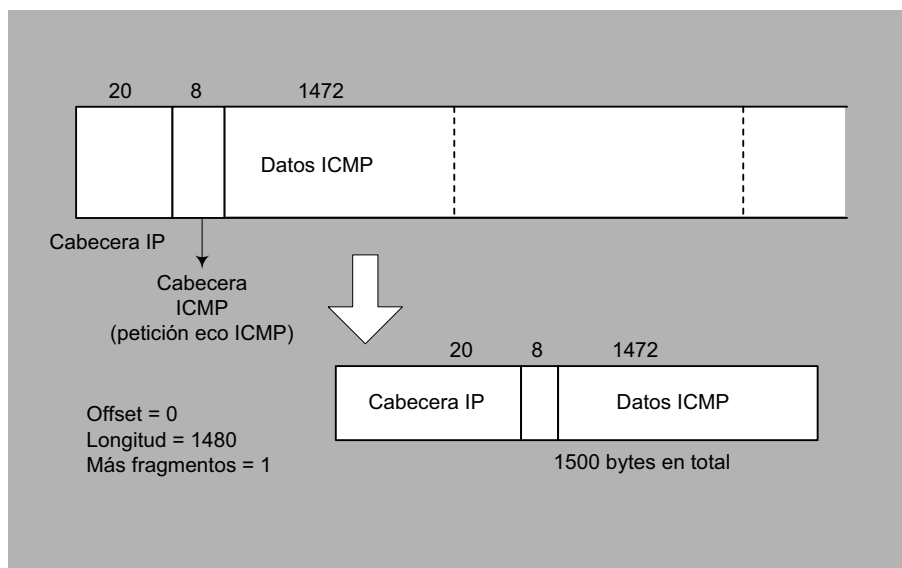 20 8 1472
Datos ICMP
Cabecera IP
Cabecera
ICMP
(petición eco ICMP)
20 8 1472
Cabecera IP Datos ICMP
Offset = 0
Longitud = 1480
Más fragmentos = 1
1500 bytes en total